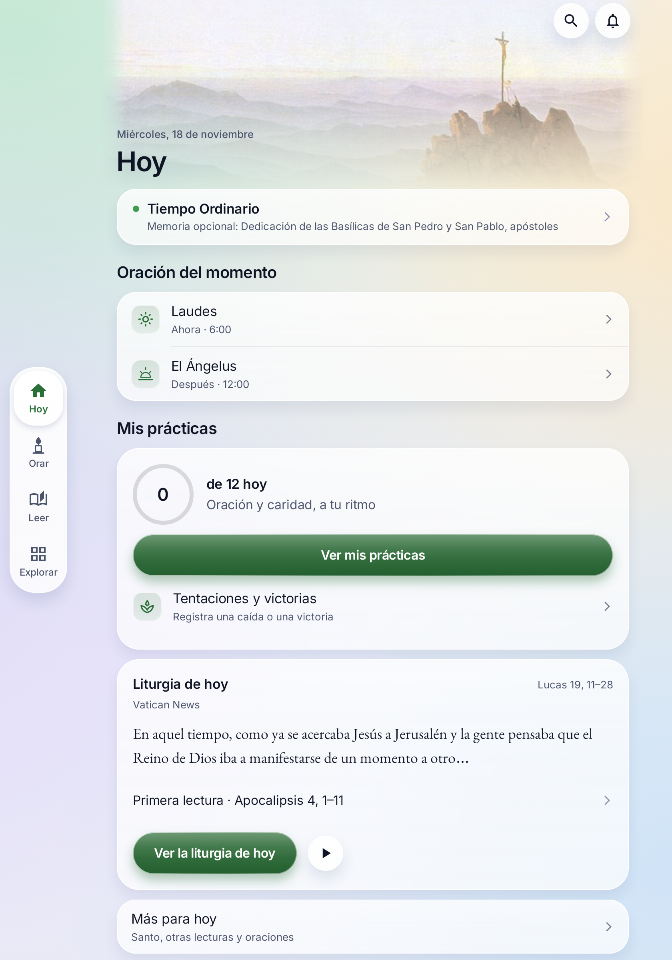 Miércoles, 18 de noviembre
Hoy
Tiempo Ordinario
Memoria opcional: Dedicación de las Basílicas de San Pedro y San Pablo, apóstoles
Oración del momento
Laudes
Ahora · 6:00
El Ángelus
Después · 12:00
Mis prácticas
0
de 12 hoy
Oración y caridad, a tu ritmo
Ver mis prácticas
Tentaciones y victorias
Registra una caída o una victoria
Liturgia de hoy
Lucas 19, 11–28
Vatican News
En aquel tiempo, como ya se acercaba Jesús a Jerusalén y la gente pensaba que el
Reino de Dios iba a manifestarse de un momento a otro…
Primera lectura · Apocalipsis 4, 1–11
Ver la liturgia de hoy
Más para hoy
Santo, otras lecturas y oraciones
Hoy
Orar
Leer
Explorar